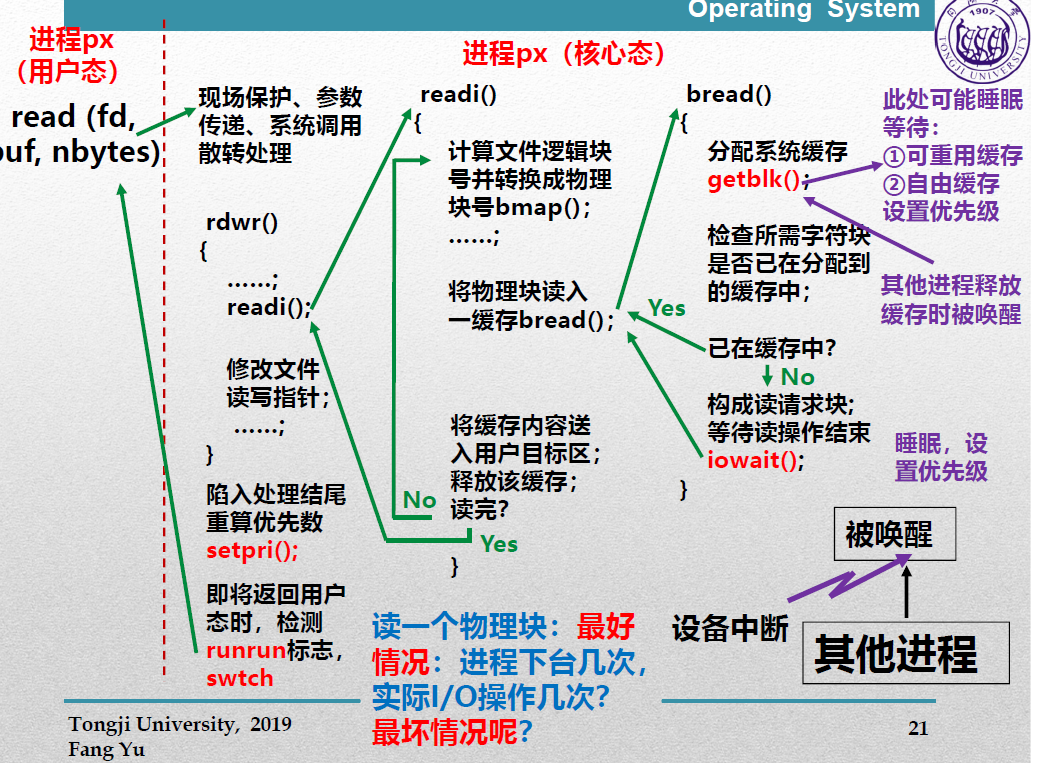 Operating System
1907
TONGJI UNIVERSITY
进程px
（用户态）
read (fd,
buf, nbytes)
进程px（核心态）
现场保护、参数
传递、系统调用
散转处理
rdwr()
{
……;
readi();
修改文件
读写指针；
……;
}
陷入处理结尾
重算优先数
setpri();
即将返回用户
态时，检测
runrun标志，
swtch
readi()
{
计算文件逻辑块
号并转换成物理
块号bmap()；
……;
将物理块读入
一缓存bread()；
将缓存内容送
入用户目标区；
释放该缓存；
读完？
No
Yes
}
bread()
{
分配系统缓存
getblk();
检查所需字符块
是否已在分配到
的缓存中；
Yes
已在缓存中？
No
构成读请求块;
等待读操作结束
iowait();
}
此处可能睡眠
等待：
①可重用缓存
②自由缓存
设置优先级
其他进程释放
缓存时被唤醒
睡眠，设
置优先级
被唤醒
设备中断
其他进程
读一个物理块：最好
情况：进程下台几次，
实际I/O操作几次？
最坏情况呢？
Tongji University, 2019
Fang Yu
21